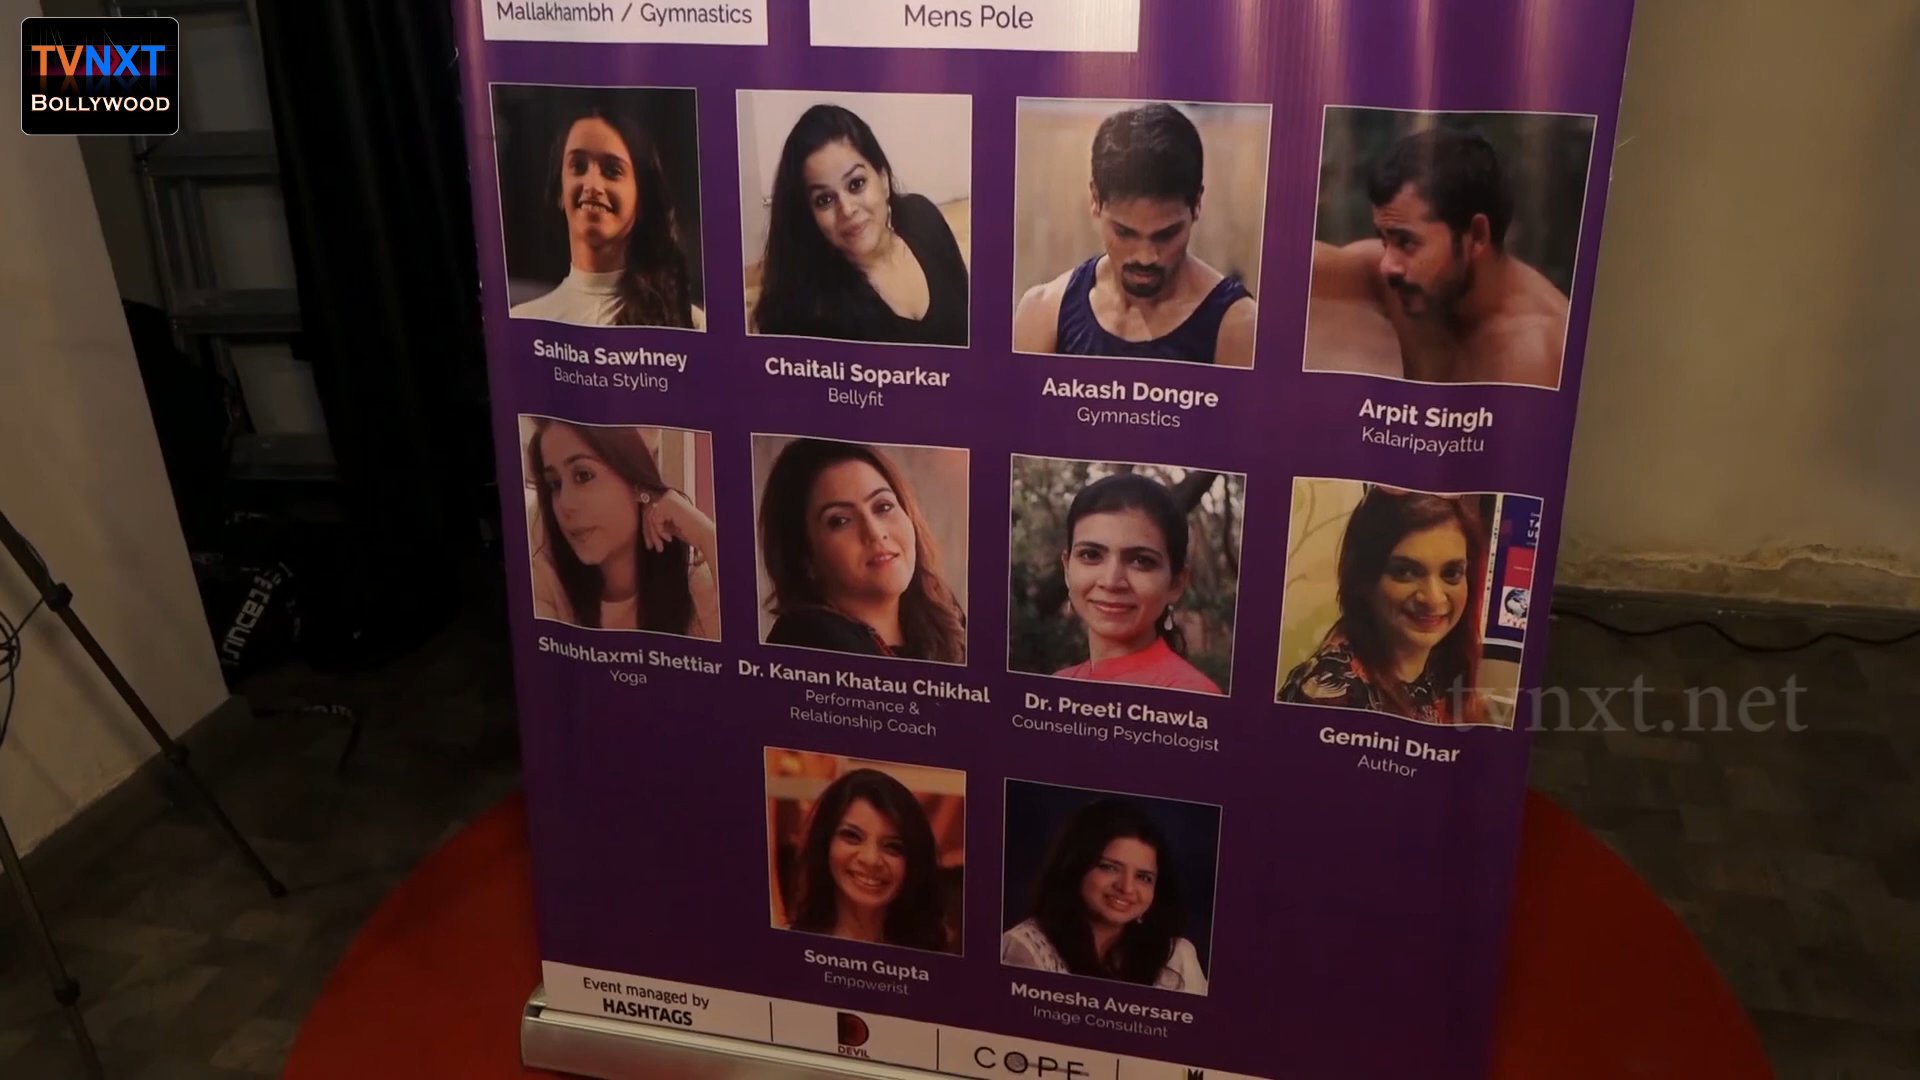 TVNXT
BOLLYWOOD
Mallakhambh / Gymnastics
Mens Pole
Sahiba Sawhney
Bachata Styling
Chaitali Soparkar
Bellyfit
Aakash Dongre
Gymnastics
Arpit Singh
Kalaripayattu
Shubhlaxmi Shettiar
Yoga
Dr. Kanan Khatau Chikhal
Performance &
Relationship Coach
Dr. Preeti Chawla
Counselling Psychologist
Gemini Dhar
Author
tvnxt.net
Sonam Gupta
Empowerist
Monesha Aversare
Image Consultant
Event managed by
HASHTAGS
DEVIL
COPE